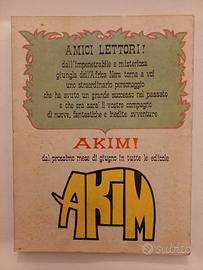 AMICI LETTORI!
dall'impenetrabile e misteriosa
giungla dell'Africa Nera torna a voi
uno straordinario personaggio
che ha avuto un grande successo nel passato
e che ora sara' il vostro compagno
di nuove, fantastiche e inedite avventure
AKIM!
dal prossimo mese di giugno in tutte le edicole
AKIM
subito